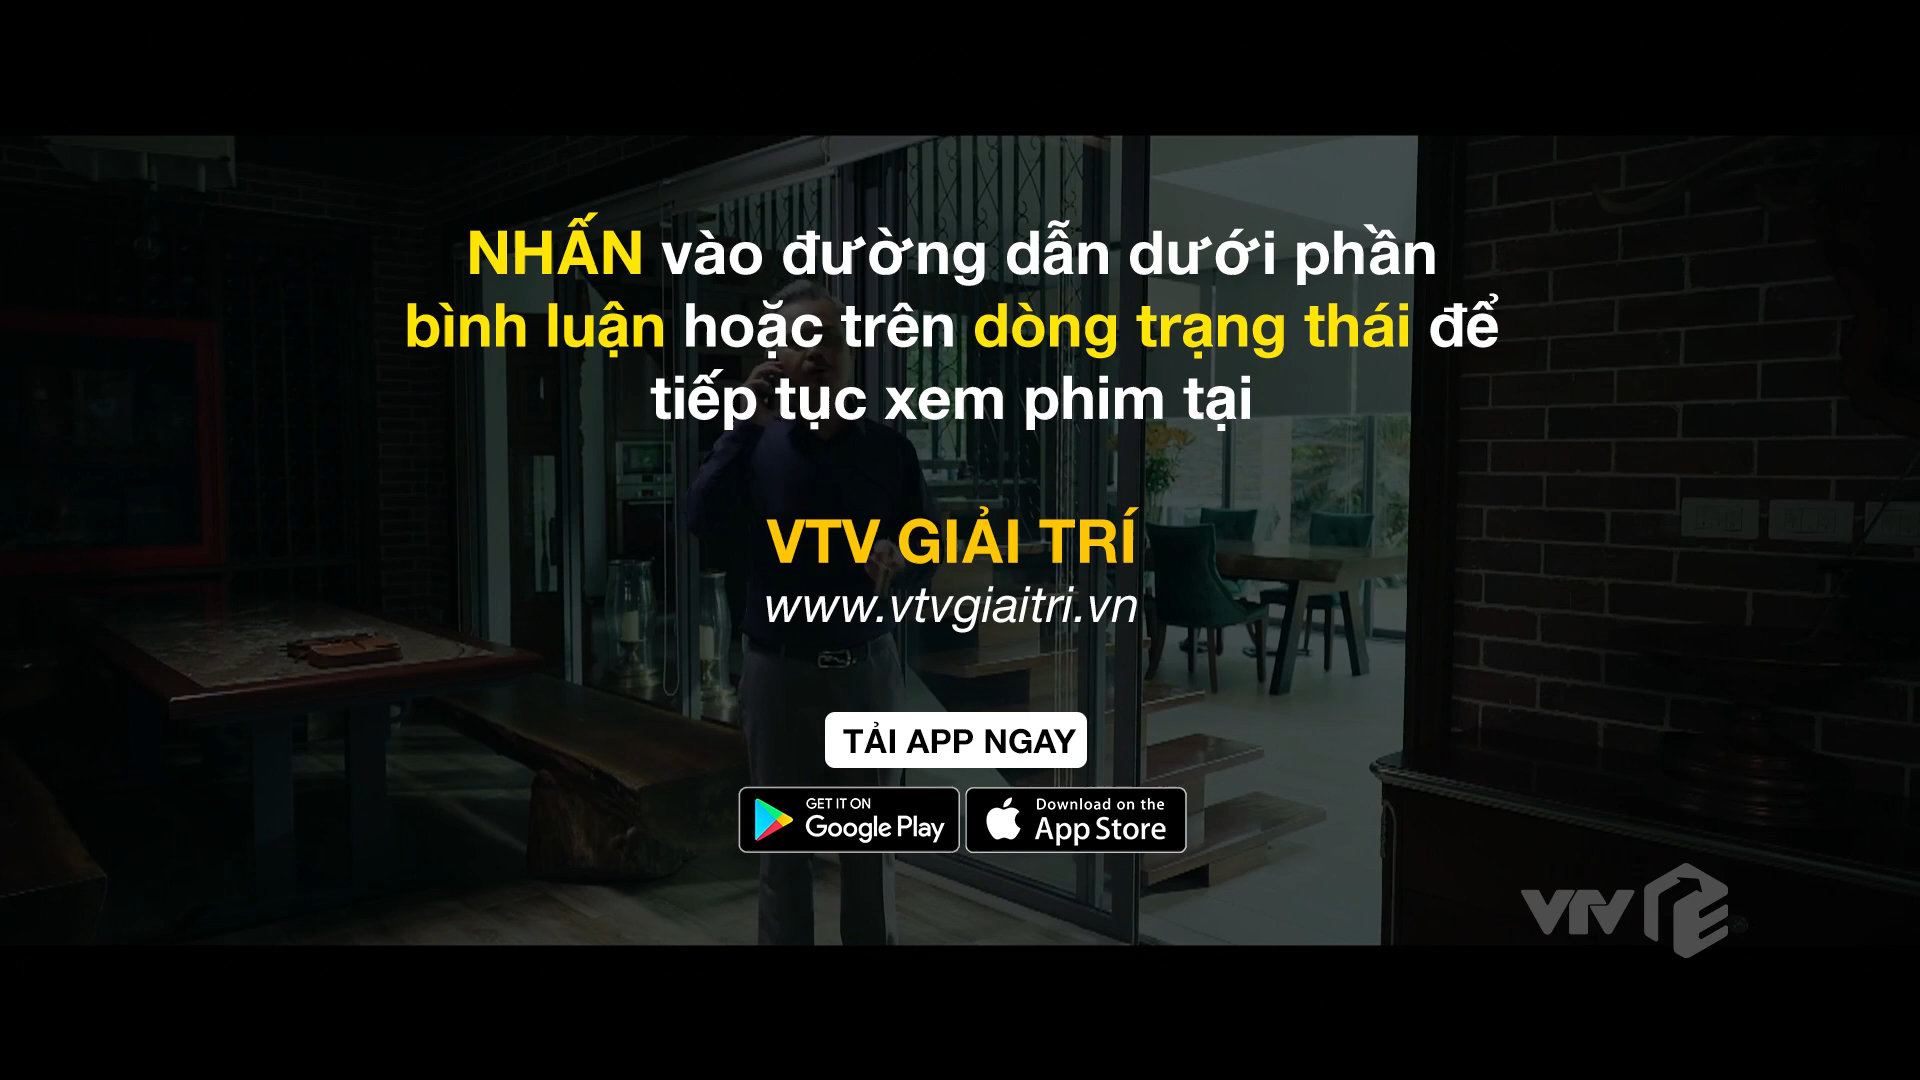 NHẤN vào đường dẫn dưới phần
bình luận hoặc trên dòng trạng thái để
tiếp tục xem phim tại
VTV GIẢI TRÍ
www.vtvgiaitri.vn
TẢI APP NGAY
GET IT ON
Google Play
Download on the
App Store
VTV